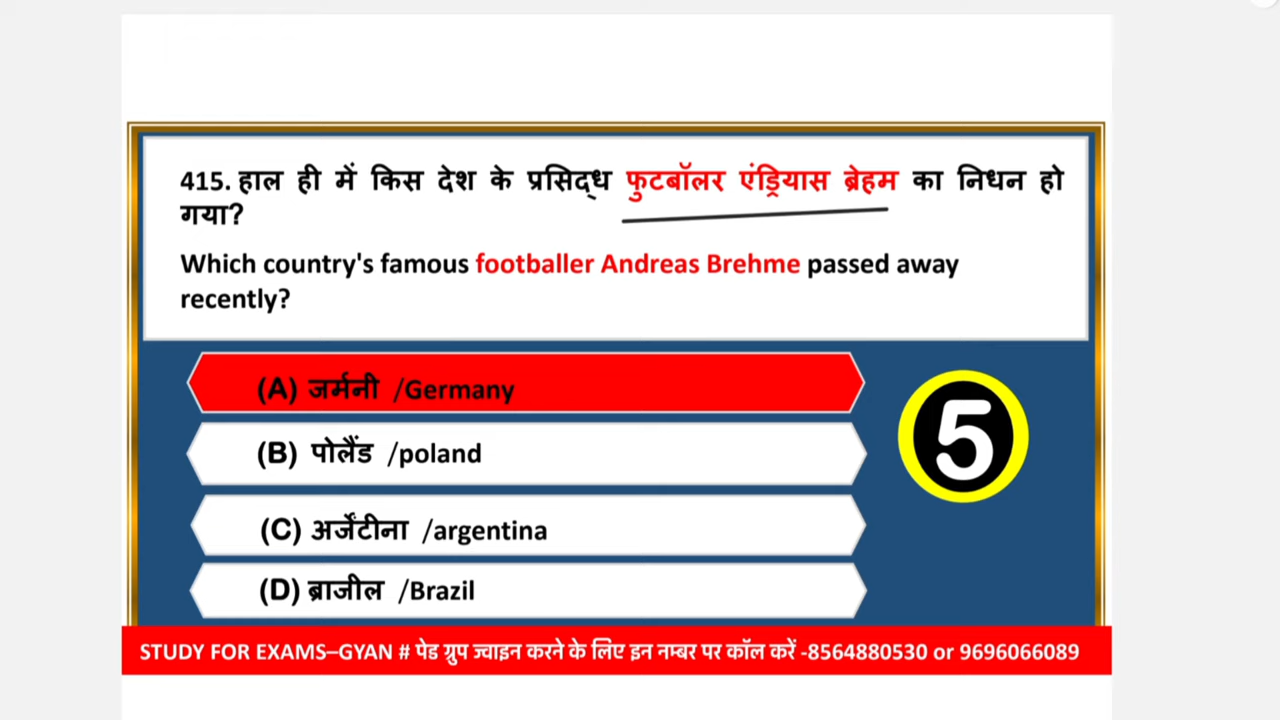 415. हाल ही में किस देश के प्रसिद्ध फुटबॉलर एंड्रियास ब्रेहम का निधन हो
गया?
Which country's famous footballer Andreas Brehme passed away
recently?
(A) जर्मनी /Germany
(B) पोलैंड /poland
5
(C) अर्जेंटीना /argentina
(D) ब्राजील /Brazil
STUDY FOR EXAMS–GYAN # पेड ग्रुप ज्वाइन करने के लिए इन नम्बर पर कॉल करें -8564880530 or 9696066089